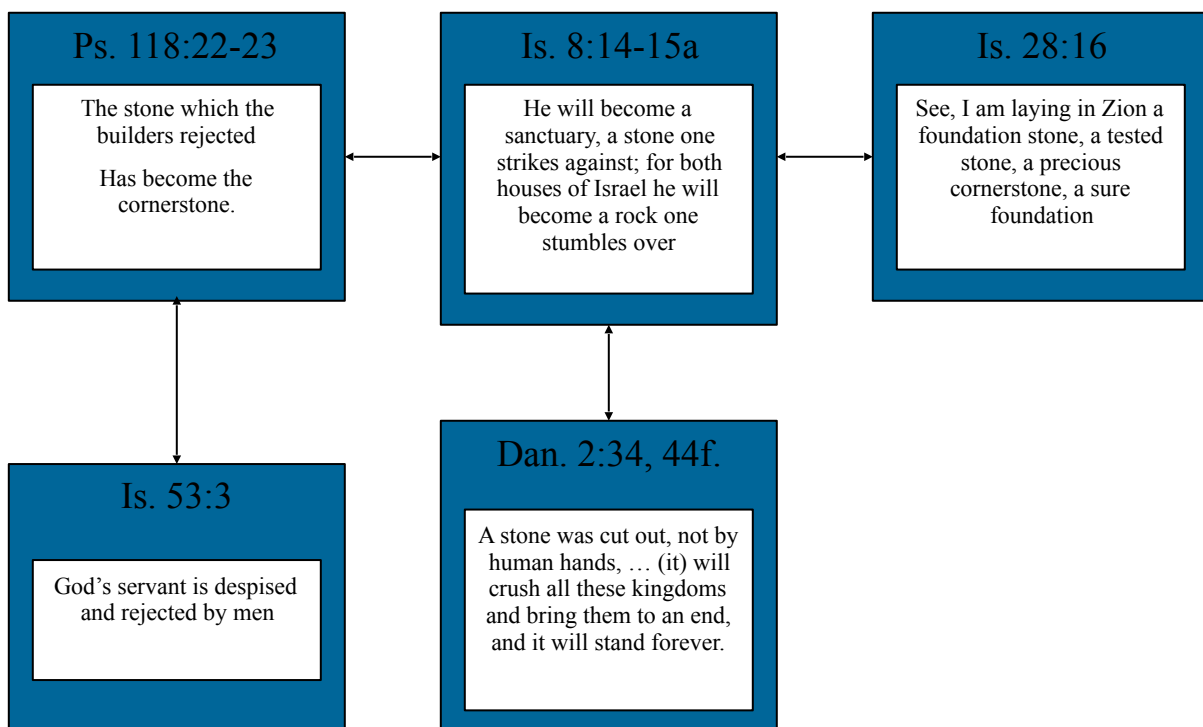 Ps. 118:22-23
The stone which the
builders rejected
Has become the
cornerstone.
Is. 8:14-15a
He will become a
sanctuary, a stone one
strikes against; for both
houses of Israel he will
become a rock one
stumbles over
Is. 28:16
See, I am laying in Zion a
foundation stone, a tested
stone, a precious
cornerstone, a sure
foundation
Is. 53:3
God’s servant is despised
and rejected by men
Dan. 2:34, 44f.
A stone was cut out, not by
human hands, … (it) will
crush all these kingdoms
and bring them to an end,
and it will stand forever.